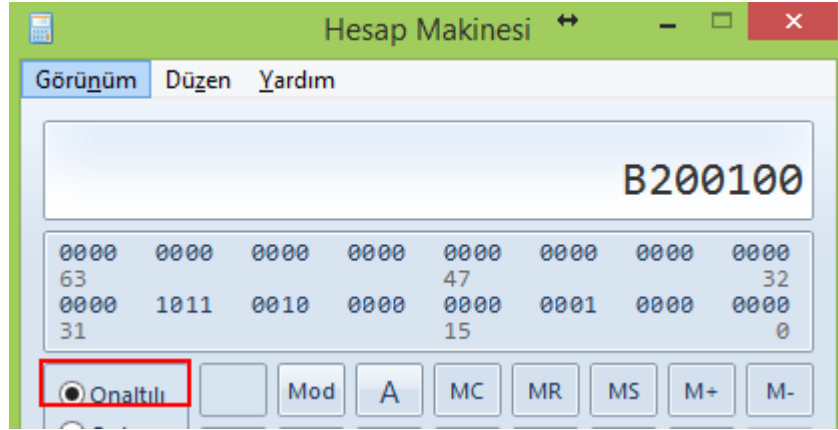 Hesap Makinesi
Görünüm Düzen Yardım
B200100
0000 0000 0000 0000 0000 0000 0000 0000
63 47 32
0000 1011 0010 0000 0000 0001 0000 0000
31 15 0
Onaltılı Mod A MC MR MS M+ M-